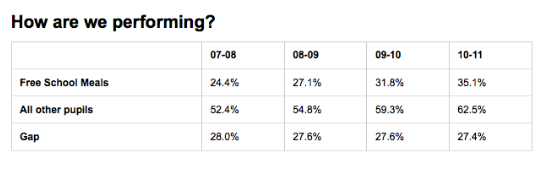 How are we performing?
07-08 08-09 09-10 10-11
Free School Meals 24.4% 27.1% 31.8% 35.1%
All other pupils 52.4% 54.8% 59.3% 62.5%
Gap 28.0% 27.6% 27.6% 27.4%